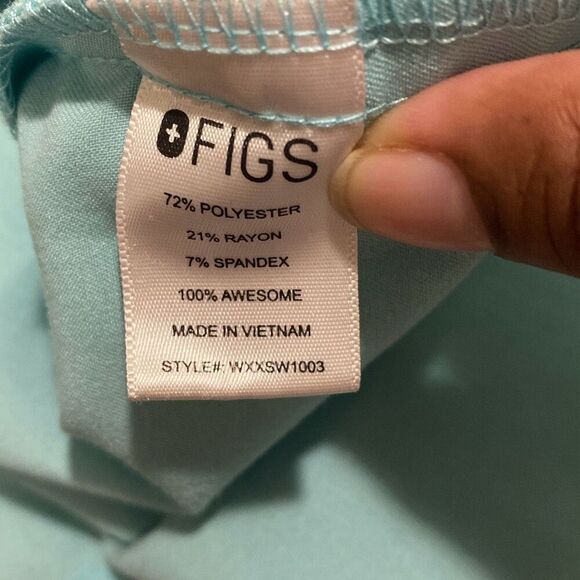 FIGS
72% POLYESTER
21% RAYON
7% SPANDEX
100% AWESOME
MADE IN VIETNAM
STYLE#: WXXSW1003